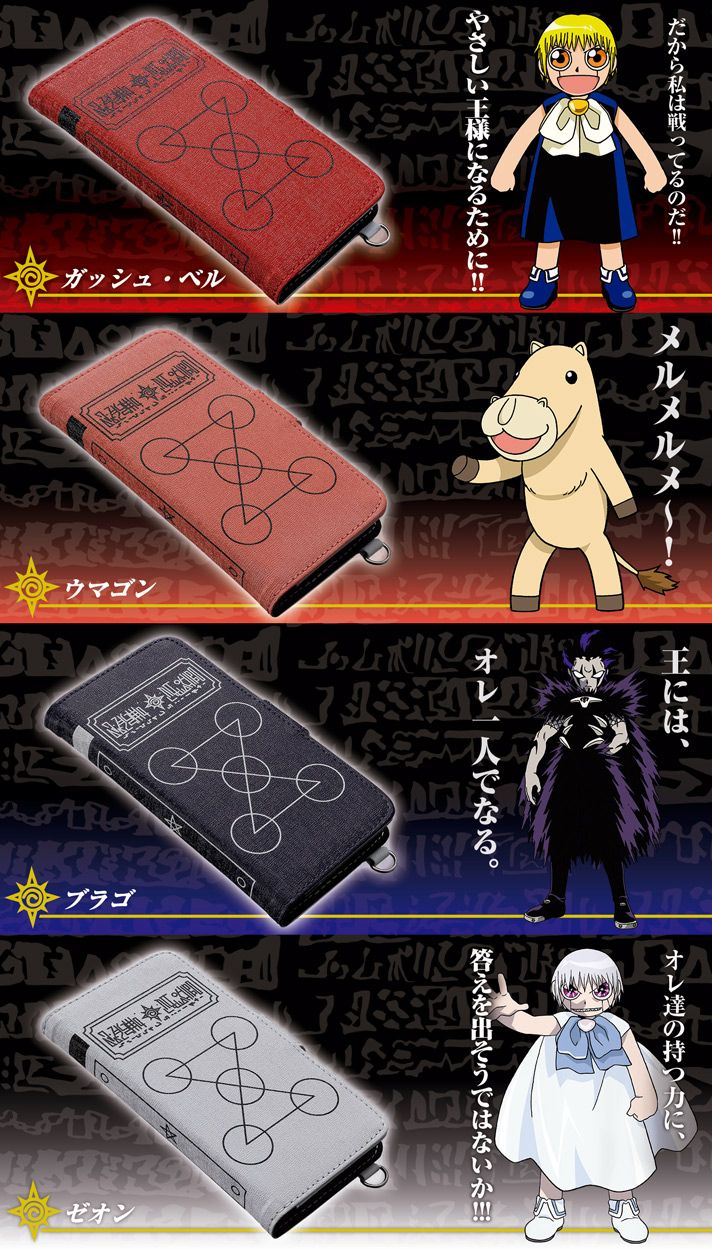 だから私は戦ってるのだ!!
やさしい王様になるために!!
ガッシュ・ベル
メルメルメ～!
ウマゴン
王には、
オレ一人でなる。
ブラゴ
オレ達の持つ力に、
答えを出そうではないか!!!
ゼオン